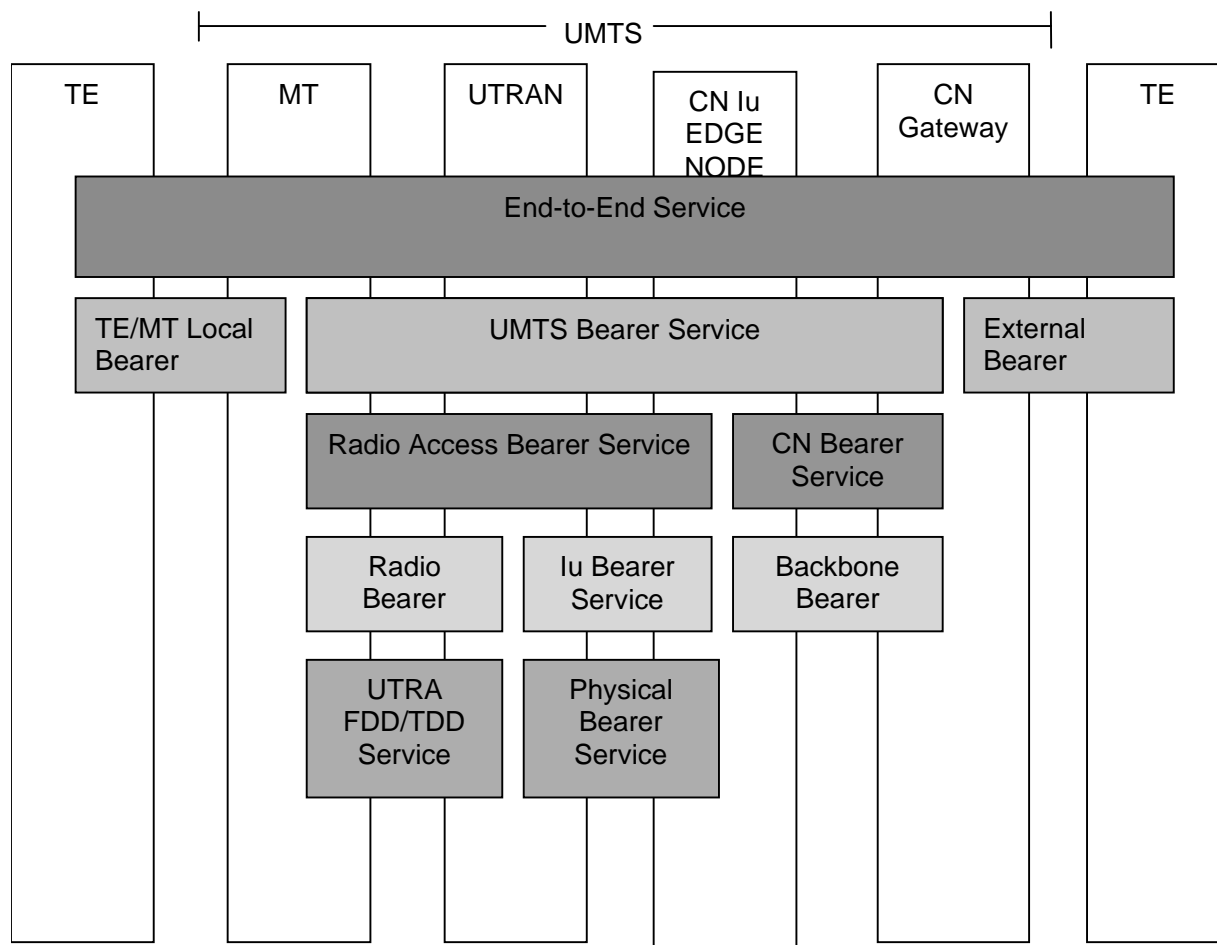 UMTS
TE
MT
UTRAN
CN Iu
EDGE
NODE
CN
Gateway
TE
End-to-End Service
TE/MT Local
Bearer
UMTS Bearer Service
External
Bearer
Radio Access Bearer Service
CN Bearer
Service
Radio
Bearer
Iu Bearer
Service
Backbone
Bearer
UTRA
FDD/TDD
Service
Physical
Bearer
Service